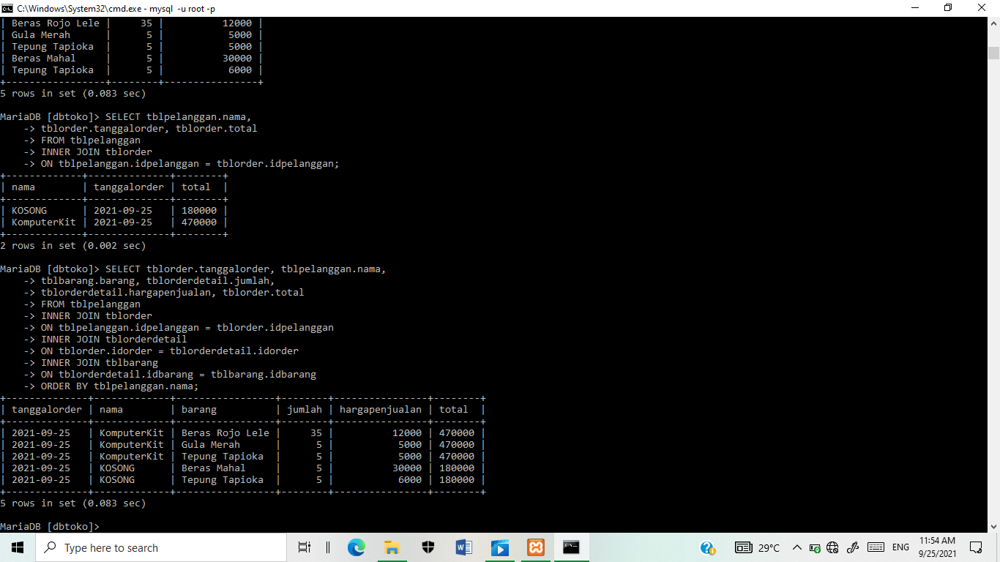 C:\Windows\System32\cmd.exe - mysql  -u root -p
| Beras Rojo Lele |     35 |          12000 |
| Gula Merah      |      5 |           5000 |
| Tepung Tapioka  |      5 |           5000 |
| Beras Mahal     |      5 |          30000 |
| Tepung Tapioka  |      5 |           6000 |
+-----------------+--------+----------------+
5 rows in set (0.083 sec)
MariaDB [dbtoko]> SELECT tblpelanggan.nama,
    -> tblorder.tanggalorder, tblorder.total
    -> FROM tblpelanggan
    -> INNER JOIN tblorder
    -> ON tblpelanggan.idpelanggan = tblorder.idpelanggan;
+-------------+--------------+--------+
| nama        | tanggalorder | total  |
+-------------+--------------+--------+
| KOSONG      | 2021-09-25   | 180000 |
| KomputerKit | 2021-09-25   | 470000 |
+-------------+--------------+--------+
2 rows in set (0.002 sec)
MariaDB [dbtoko]> SELECT tblorder.tanggalorder, tblpelanggan.nama,
    -> tblbarang.barang, tblorderdetail.jumlah,
    -> tblorderdetail.hargapenjualan, tblorder.total
    -> FROM tblpelanggan
    -> INNER JOIN tblorder
    -> ON tblpelanggan.idpelanggan = tblorder.idpelanggan
    -> INNER JOIN tblorderdetail
    -> ON tblorder.idorder = tblorderdetail.idorder
    -> INNER JOIN tblbarang
    -> ON tblorderdetail.idbarang = tblbarang.idbarang
    -> ORDER BY tblpelanggan.nama;
+--------------+-------------+-----------------+--------+----------------+--------+
| tanggalorder | nama        | barang          | jumlah | hargapenjualan | total  |
+--------------+-------------+-----------------+--------+----------------+--------+
| 2021-09-25   | KomputerKit | Beras Rojo Lele |     35 |          12000 | 470000 |
| 2021-09-25   | KomputerKit | Gula Merah      |      5 |           5000 | 470000 |
| 2021-09-25   | KomputerKit | Tepung Tapioka  |      5 |           5000 | 470000 |
| 2021-09-25   | KOSONG      | Beras Mahal     |      5 |          30000 | 180000 |
| 2021-09-25   | KOSONG      | Tepung Tapioka  |      5 |           6000 | 180000 |
+--------------+-------------+-----------------+--------+----------------+--------+
5 rows in set (0.083 sec)
MariaDB [dbtoko]>
Type here to search
29°C
ENG
11:54 AM
9/25/2021